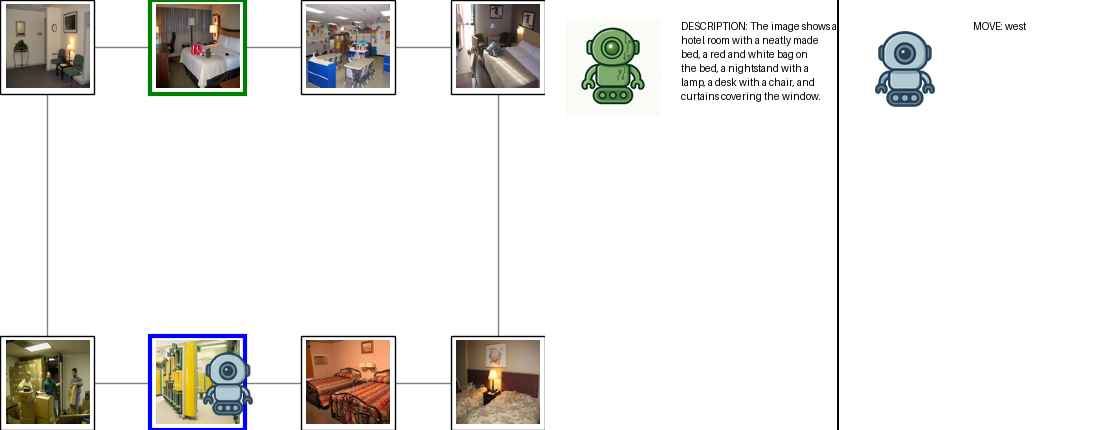 DESCRIPTION: The image shows a
hotel room with a neatly made
bed, a red and white bag on
the bed, a nightstand with a
lamp, a desk with a chair, and
curtains covering the window.
MOVE: west